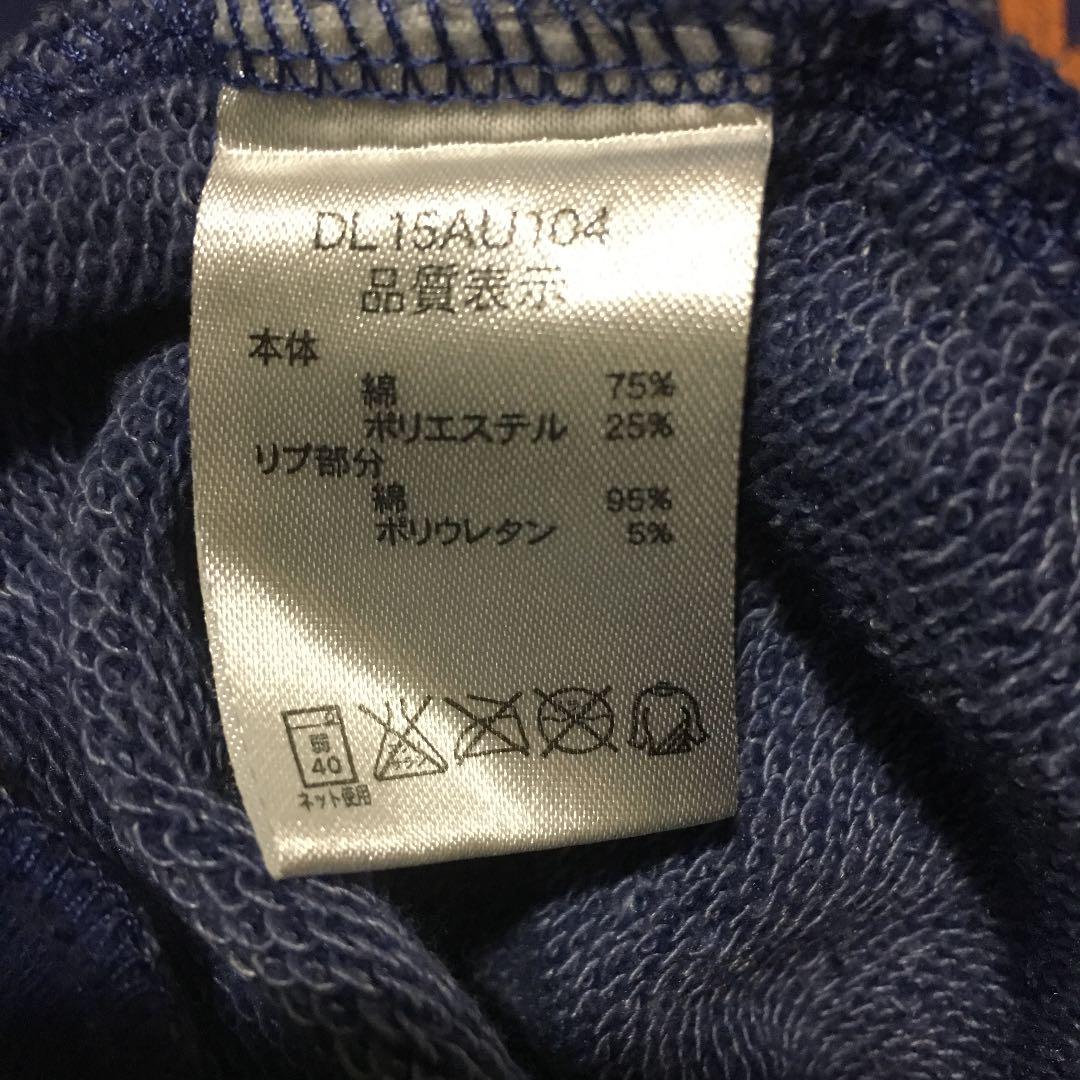 DL15AU104
品質表示
本体
綿 75%
ポリエステル 25%
リブ部分
綿 95%
ポリウレタン 5%
弱
40
ネット使用